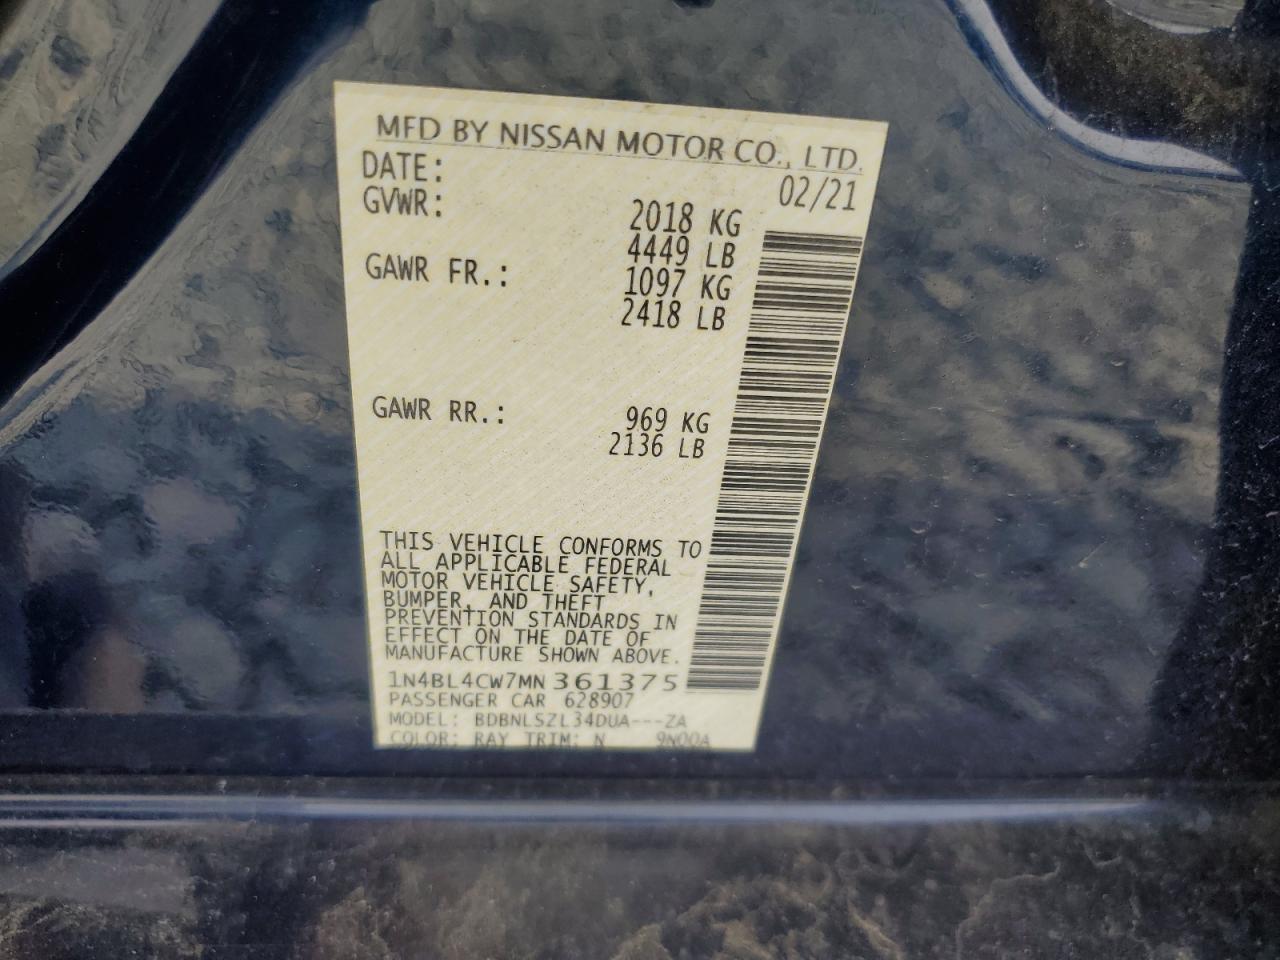 MFD BY NISSAN MOTOR CO., LTD.
DATE: 02/21
GVWR: 2018 KG
4449 LB
GAWR FR.: 1097 KG
2418 LB
GAWR RR.: 969 KG
2136 LB
THIS VEHICLE CONFORMS TO
ALL APPLICABLE FEDERAL
MOTOR VEHICLE SAFETY,
BUMPER, AND THEFT
PREVENTION STANDARDS IN
EFFECT ON THE DATE OF
MANUFACTURE SHOWN ABOVE.
1N4BL4CW7MN361375
PASSENGER CAR 628907
MODEL: BDBNLSZL34DUA---ZA
COLOR: RAY TRIM: N 9N00A